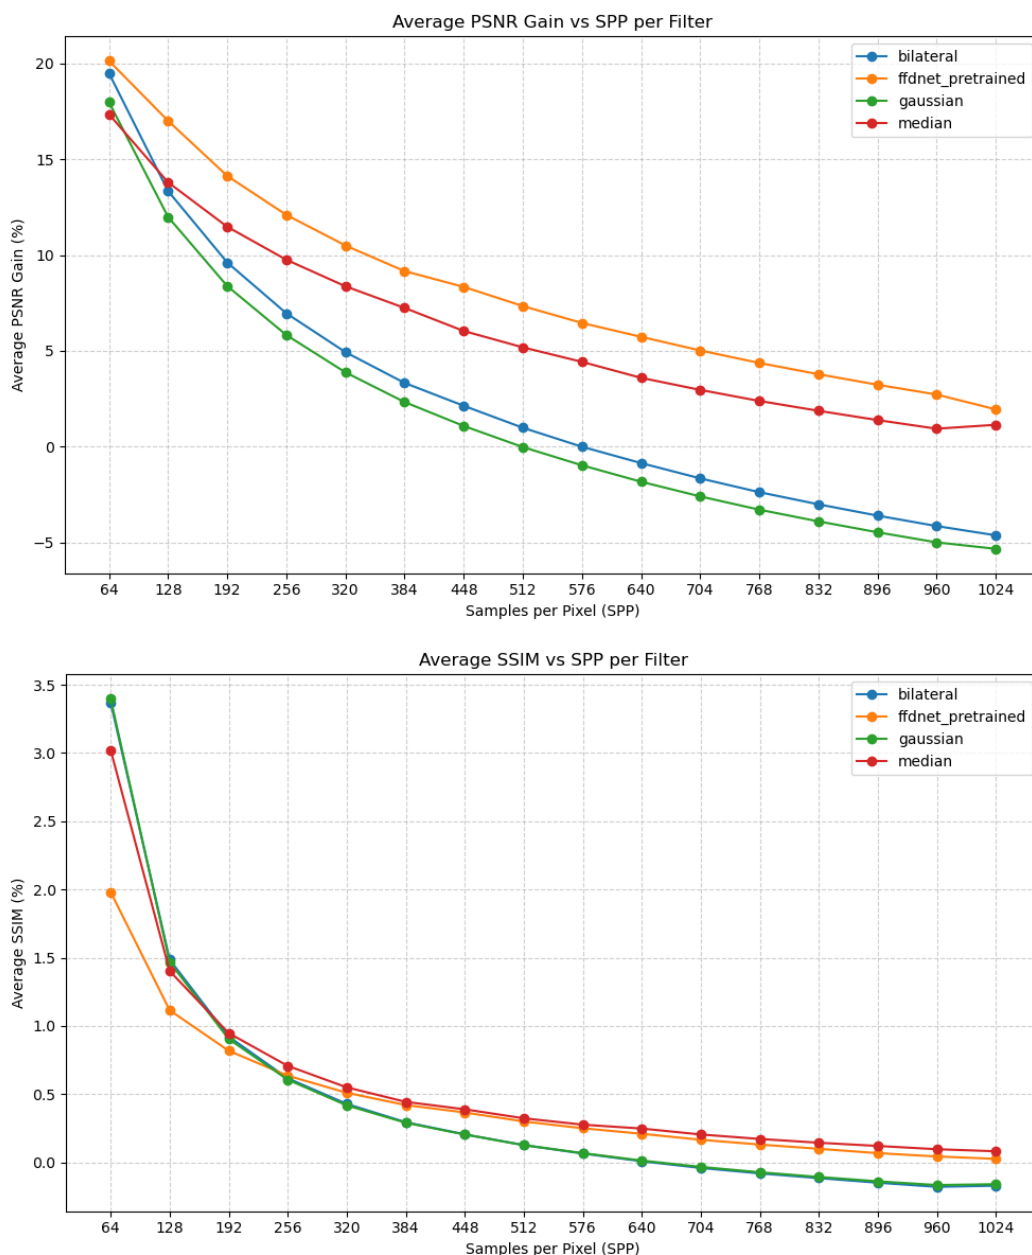 Average PSNR Gain vs SPP per Filter
bilateral
ffdnet_pretrained
gaussian
median
Average PSNR Gain (%)
20
15
10
5
0
−5
64 128 192 256 320 384 448 512 576 640 704 768 832 896 960 1024
Samples per Pixel (SPP)
Average SSIM vs SPP per Filter
bilateral
ffdnet_pretrained
gaussian
median
Average SSIM (%)
3.5
3.0
2.5
2.0
1.5
1.0
0.5
0.0
64 128 192 256 320 384 448 512 576 640 704 768 832 896 960 1024
Samples per Pixel (SPP)